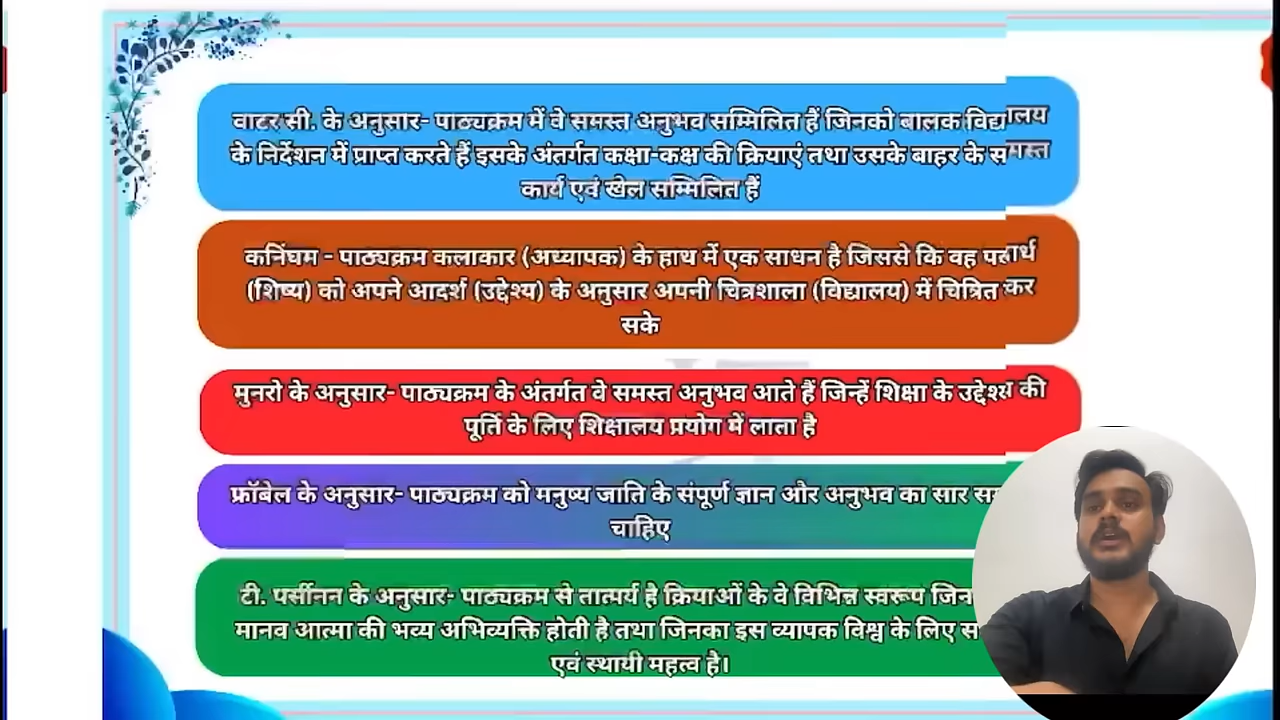 वाटर सी. के अनुसार- पाठ्यक्रम में वे समस्त अनुभव सम्मिलित हैं जिनको बालक विद्यालय
के निर्देशन में प्राप्त करते हैं इसके अंतर्गत कक्षा-कक्ष की क्रियाएं तथा उसके बाहर के समस्त
कार्य एवं खेल सम्मिलित हैं
कनिंघम - पाठ्यक्रम कलाकार (अध्यापक) के हाथ में एक साधन है जिससे कि वह पदार्थ
(शिष्य) को अपने आदर्श (उद्देश्य) के अनुसार अपनी चित्रशाला (विद्यालय) में चित्रित कर
सके
मुनरो के अनुसार- पाठ्यक्रम के अंतर्गत वे समस्त अनुभव आते हैं जिन्हें शिक्षा के उद्देश्य की
पूर्ति के लिए शिक्षालय प्रयोग में लाता है
फ्रॉबेल के अनुसार- पाठ्यक्रम को मनुष्य जाति के संपूर्ण ज्ञान और अनुभव का सार
चाहिए
टी. पर्सीनन के अनुसार- पाठ्यक्रम से तात्पर्य है क्रियाओं के वे विभिन्न स्वरूप
मानव आत्मा की भव्य अभिव्यक्ति होती है तथा जिनका इस व्यापक विश्व के लिए
एवं स्थायी महत्व है।